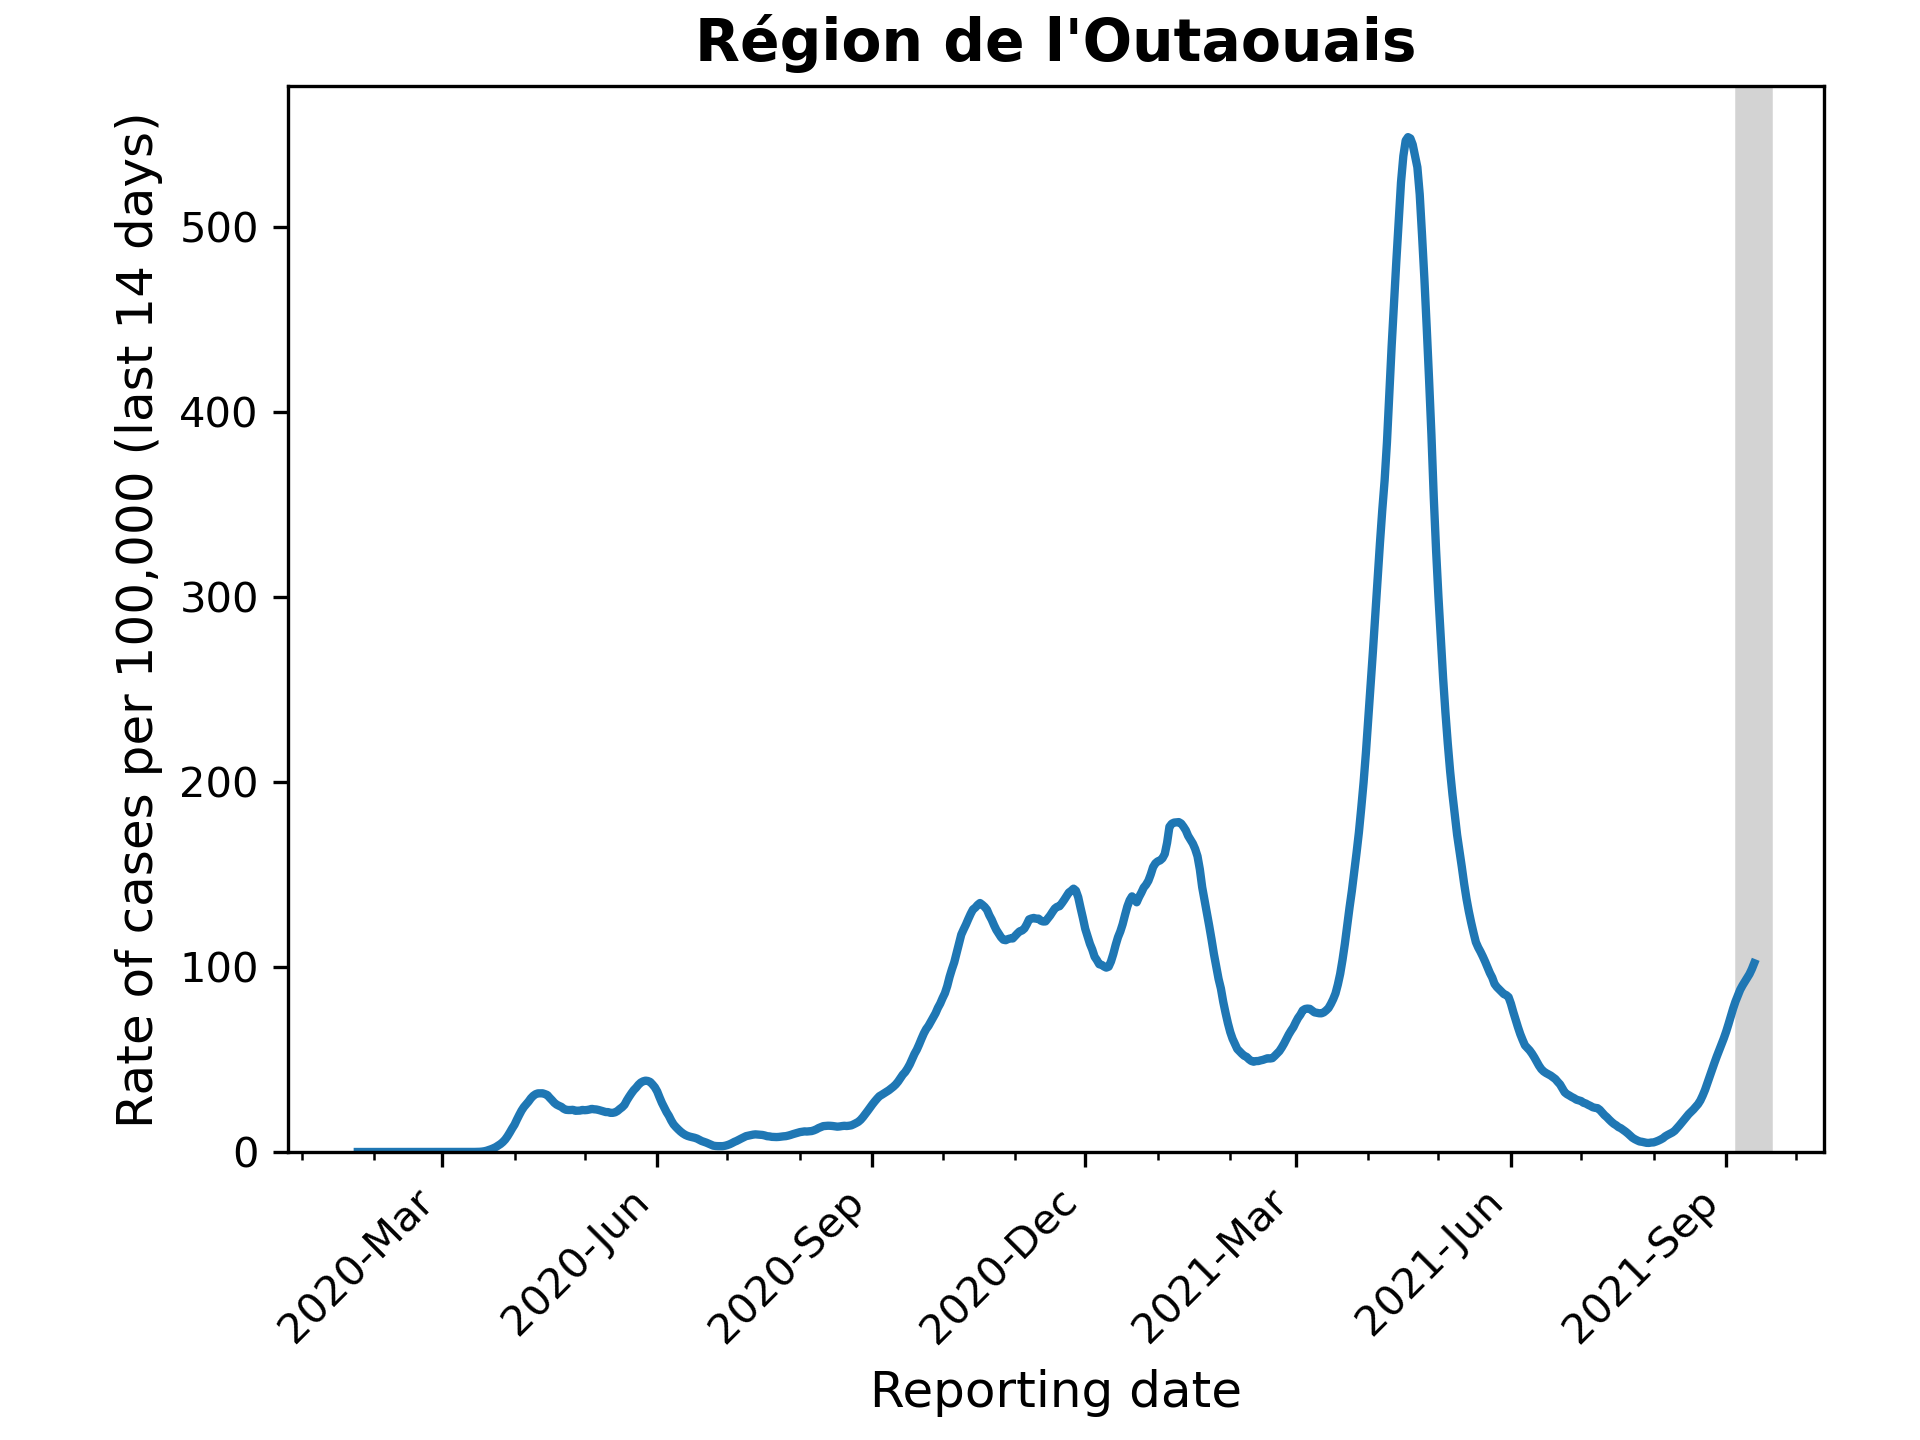 Région de l'Outaouais
Rate of cases per 100,000 (last 14 days)
500
400
300
200
100
0
2020-Mar
2020-Jun
2020-Sep
2020-Dec
2021-Mar
2021-Jun
2021-Sep
Reporting date